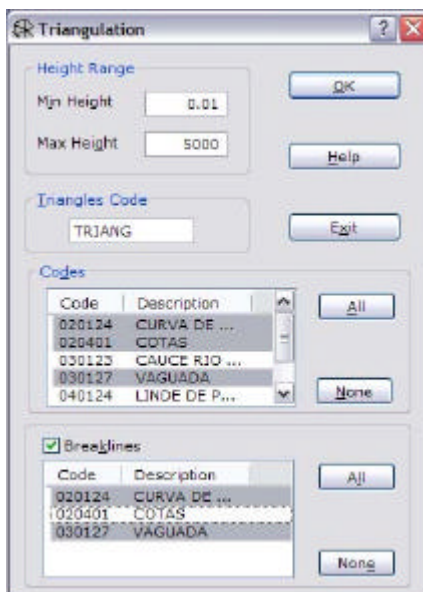 Triangulation
Height Range
Min Height 0.01
Max Height 5000
OK
Help
Triangles Code
TRIANG
Exit
Codes
Code Description
020124 CURVA DE ...
020401 COTAS
030123 CAUCE RIO ...
030127 VAGUADA
040124 LINDE DE P...
All
None
Breaklines
Code Description
020124 CURVA DE ...
020401 COTAS
030127 VAGUADA
All
None